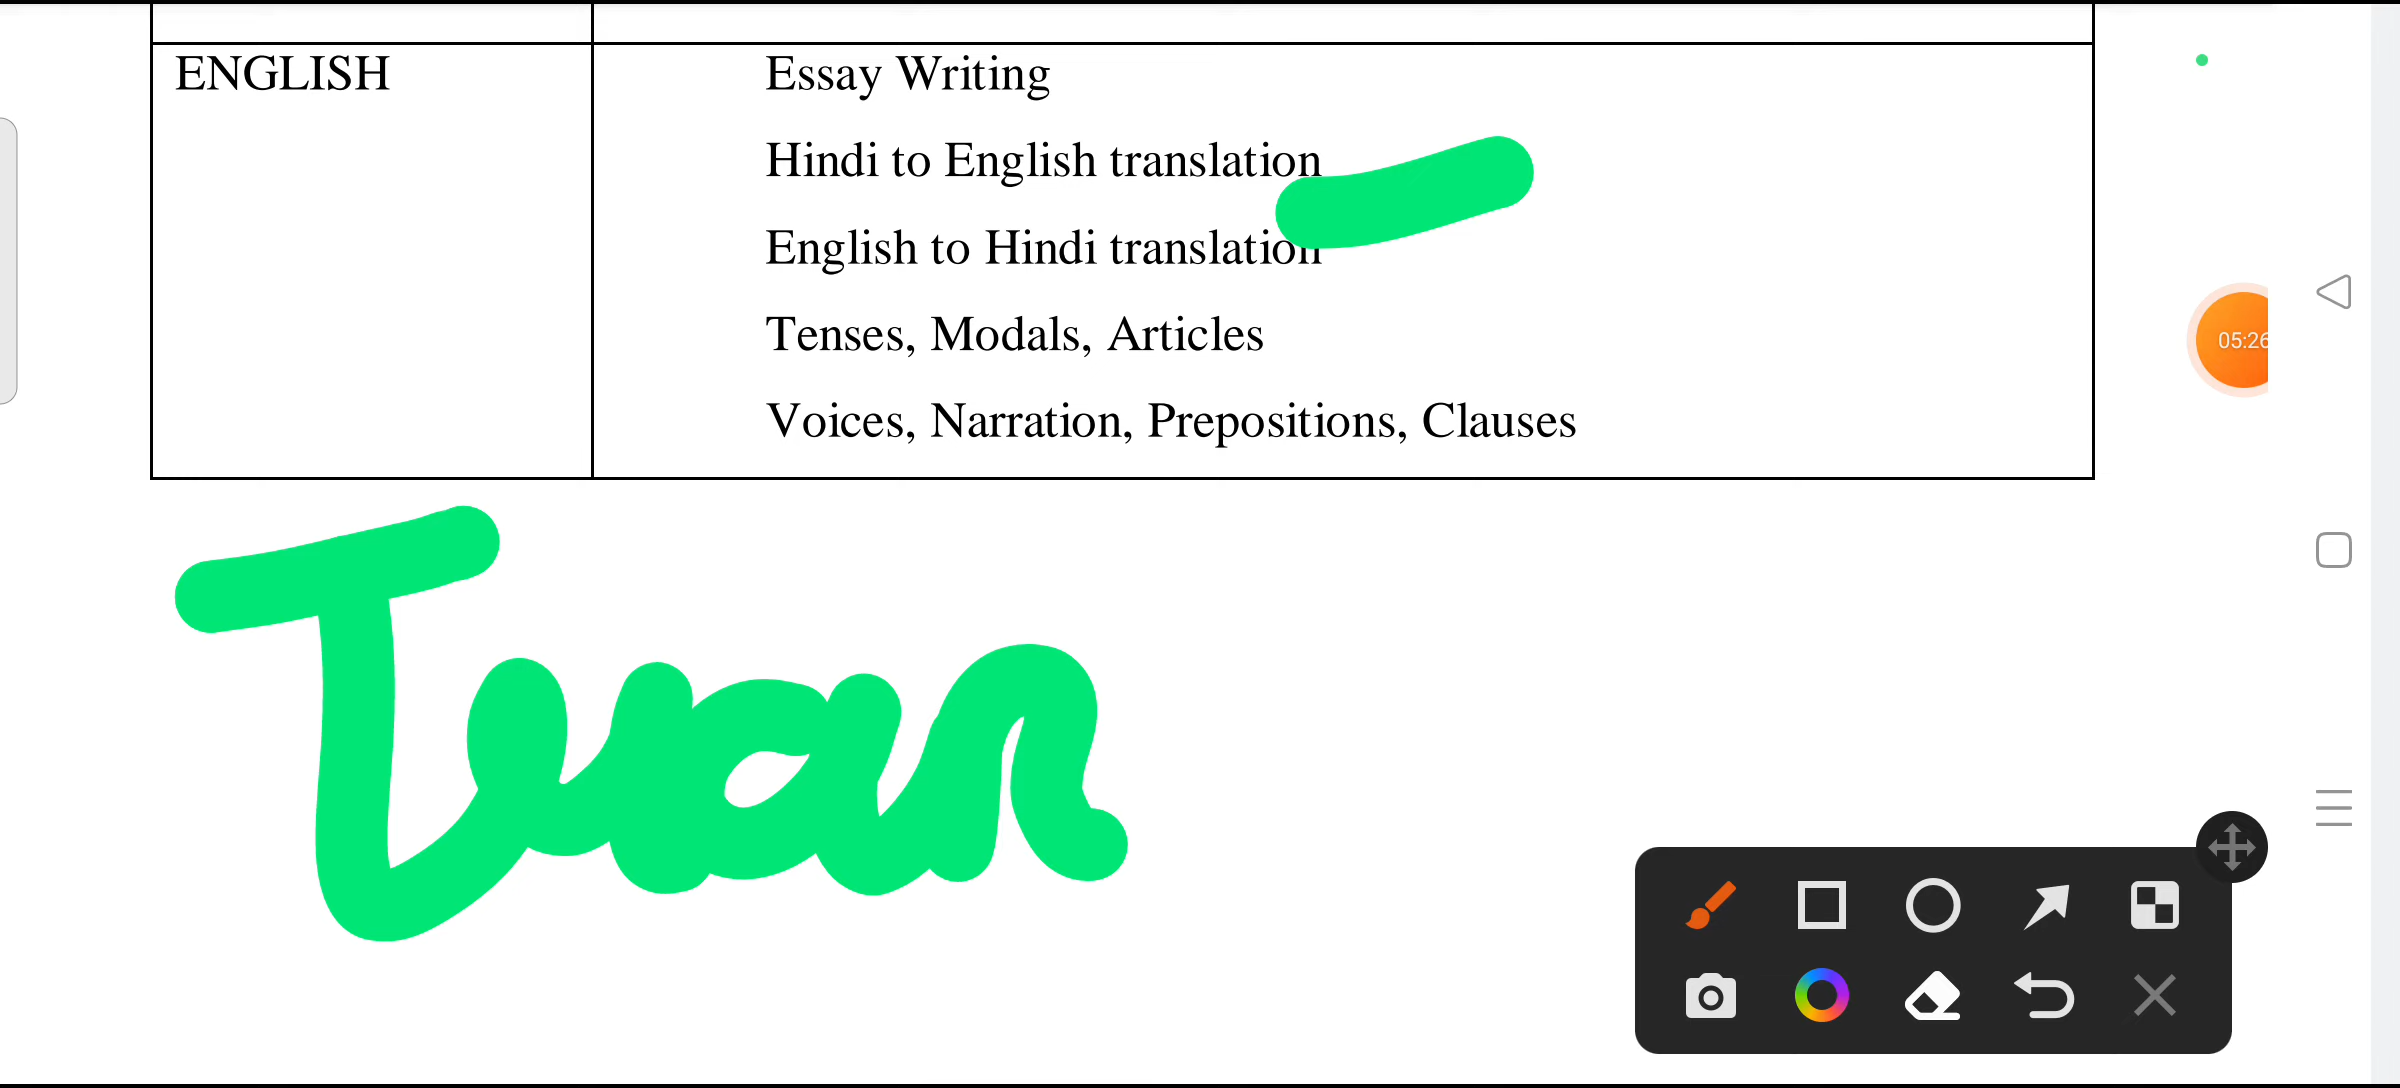 ENGLISH
Essay Writing
Hindi to English translation
English to Hindi translation
Tenses, Modals, Articles
Voices, Narration, Prepositions, Clauses
05:26
Tran